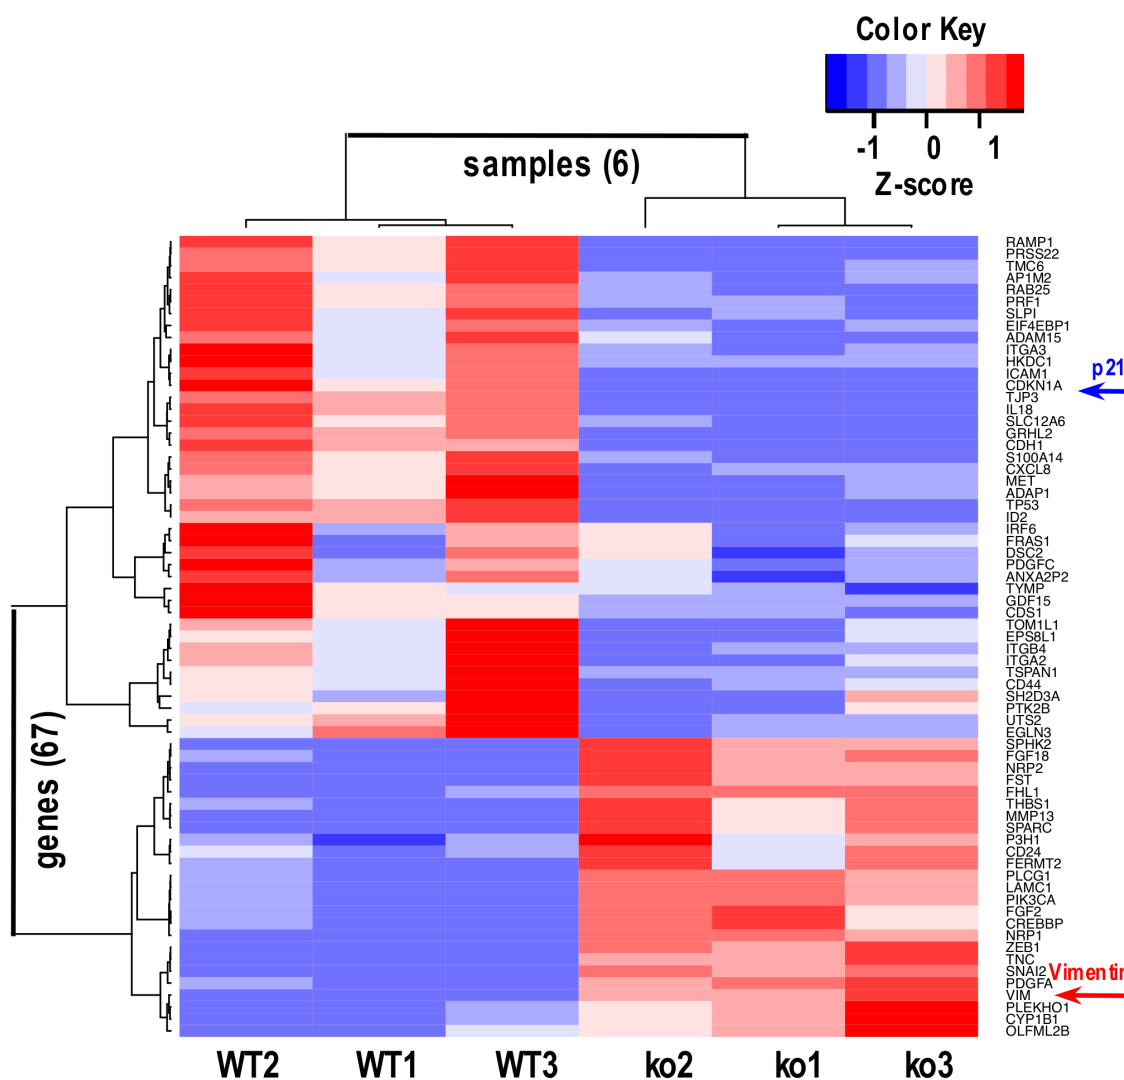 Color Key
-1 0 1
Z-score
samples (6)
genes (67)
RAMP1
PRSS22
TMC6
AP1M2
RAB25
PRF1
SLPI
EIF4EBP1
ADAM15
ITGA3
HKDC1
ICAM1
p21
CDKN1A
TJP3
IL18
SLC12A6
GRHL2
CDH1
S100A14
CXCL8
MET
ADAP1
TP53
ID2
IRF6
FRAS1
DSC2
PDGFC
ANXA2P2
TYMP
GDF15
CDS1
TOM1L1
EPS8L1
ITGB4
ITGA2
TSPAN1
CD44
SH2D3A
PTK2B
UTS2
EGLN3
SPHK2
FGF18
NRP2
FST
FHL1
THBS1
MMP13
SPARC
P3H1
CD24
FERMT2
PLCG1
LAMC1
PIK3CA
FGF2
CREBBP
NRP1
ZEB1
TNC
SNAI2
Vimentin
PDGFA
VIM
PLEKHO1
CYP1B1
OLFML2B
WT2 WT1 WT3 ko2 ko1 ko3